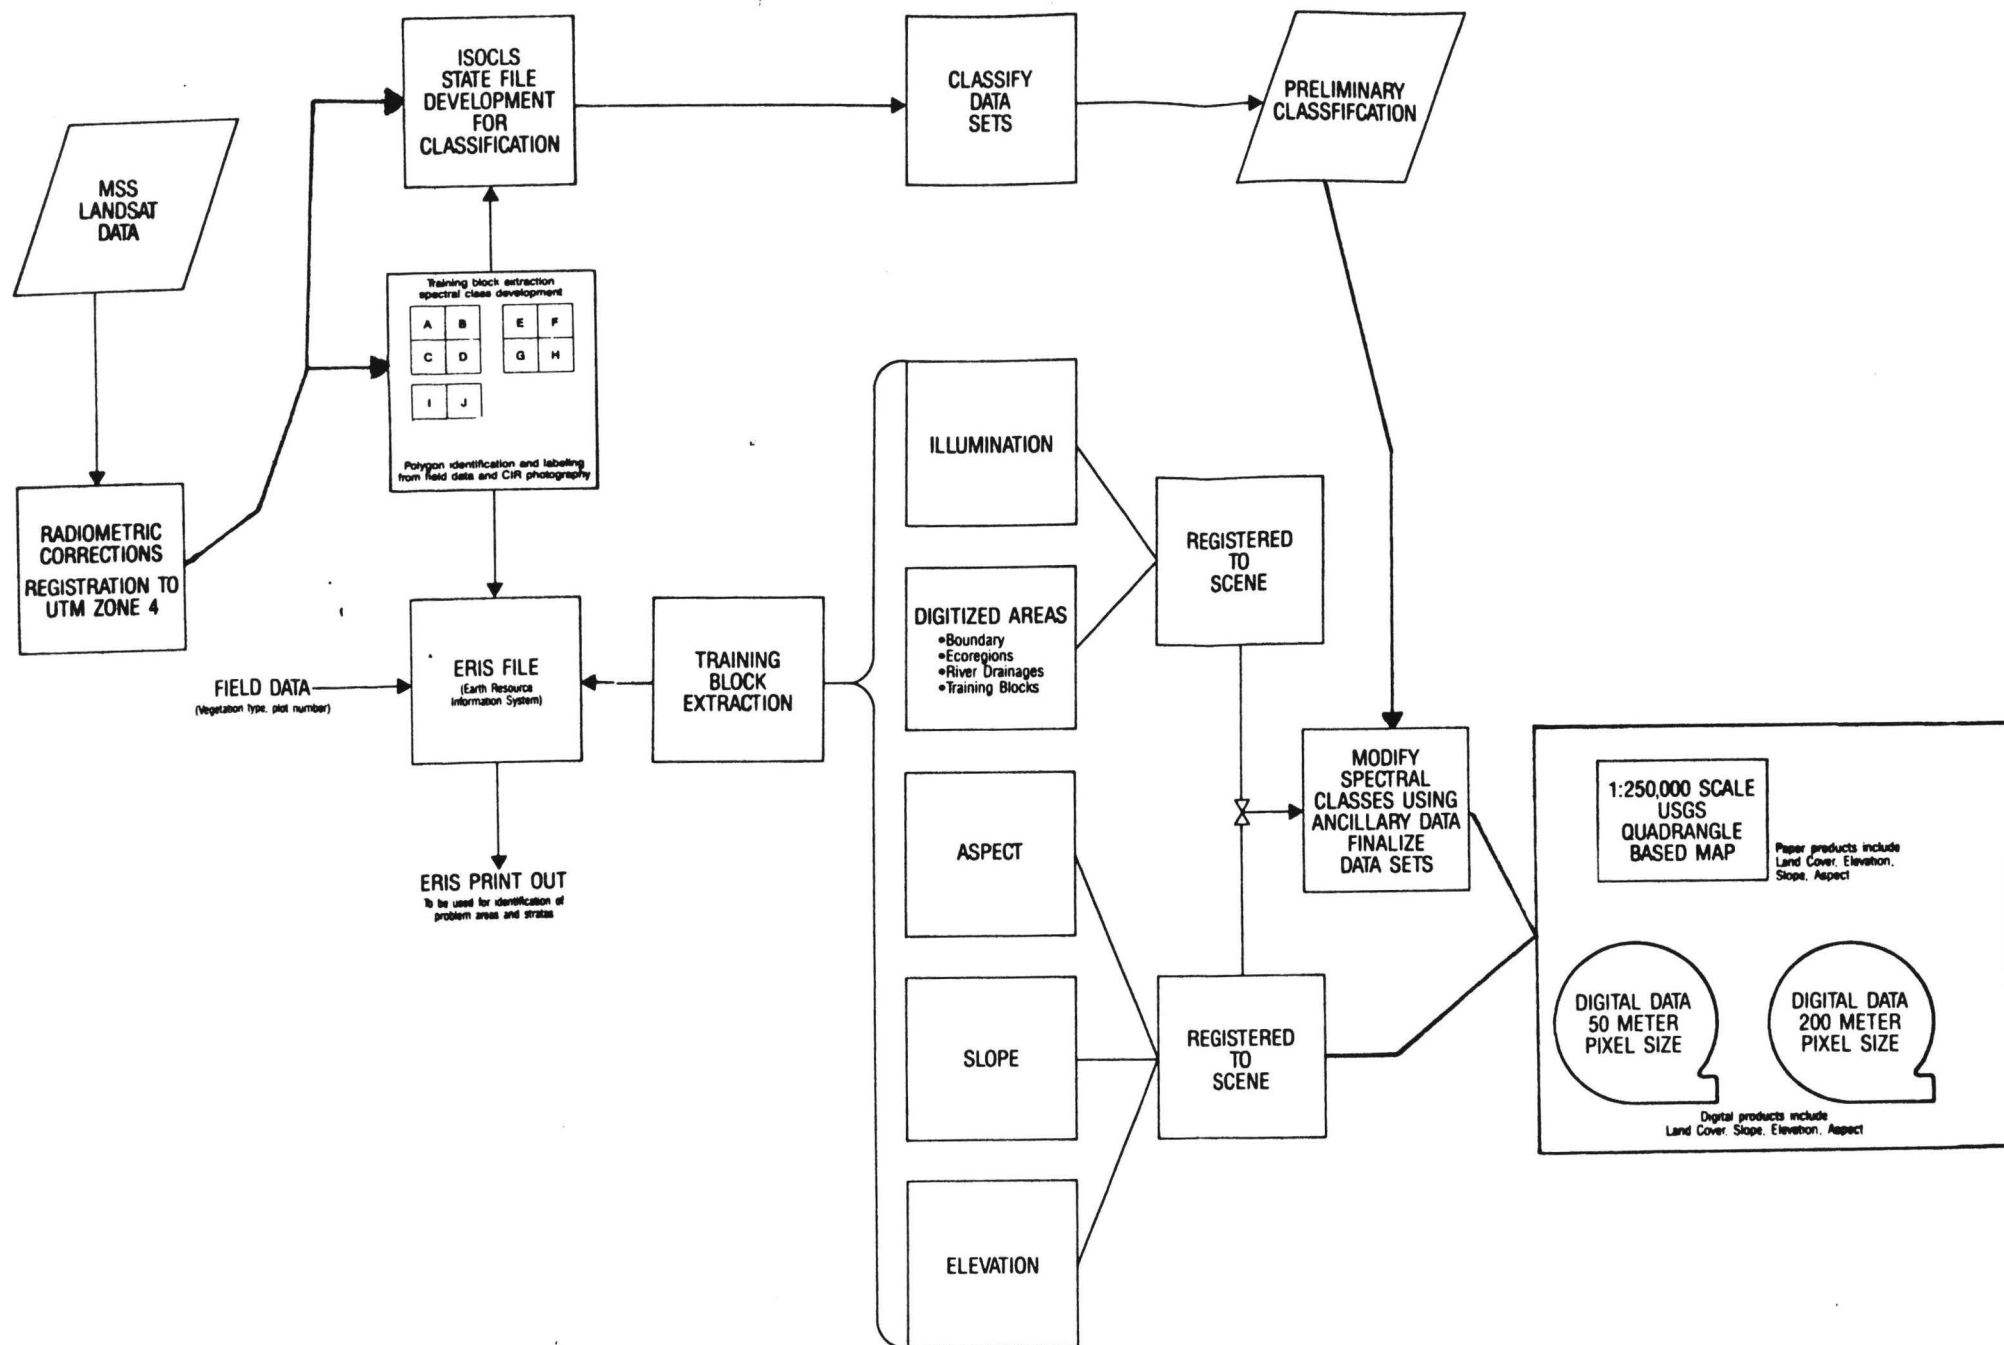 ISOCLS
STATE FILE
DEVELOPMENT
FOR
CLASSIFICATION
CLASSIFY
DATA
SETS
PRELIMINARY
CLASSFIFCATION
MSS
LANDSAT
DATA
Training block extraction
spectral class development
A B E F
C D G H
I J
Polygon identification and labeling
from field data and CIR photography
RADIOMETRIC
CORRECTIONS
REGISTRATION TO
UTM ZONE 4
FIELD DATA
(Vegetation type, plot number)
ERIS FILE
(Earth Resource
Information System)
TRAINING
BLOCK
EXTRACTION
ERIS PRINT OUT
To be used for identification of
problem areas and stratas
ILLUMINATION
DIGITIZED AREAS
•Boundary
•Ecoregions
•River Drainages
•Training Blocks
ASPECT
SLOPE
ELEVATION
REGISTERED
TO
SCENE
REGISTERED
TO
SCENE
MODIFY
SPECTRAL
CLASSES USING
ANCILLARY DATA
FINALIZE
DATA SETS
1:250,000 SCALE
USGS
QUADRANGLE
BASED MAP
Paper products include
Land Cover, Elevation,
Slope, Aspect
DIGITAL DATA
50 METER
PIXEL SIZE
DIGITAL DATA
200 METER
PIXEL SIZE
Digital products include
Land Cover, Slope, Elevation, Aspect